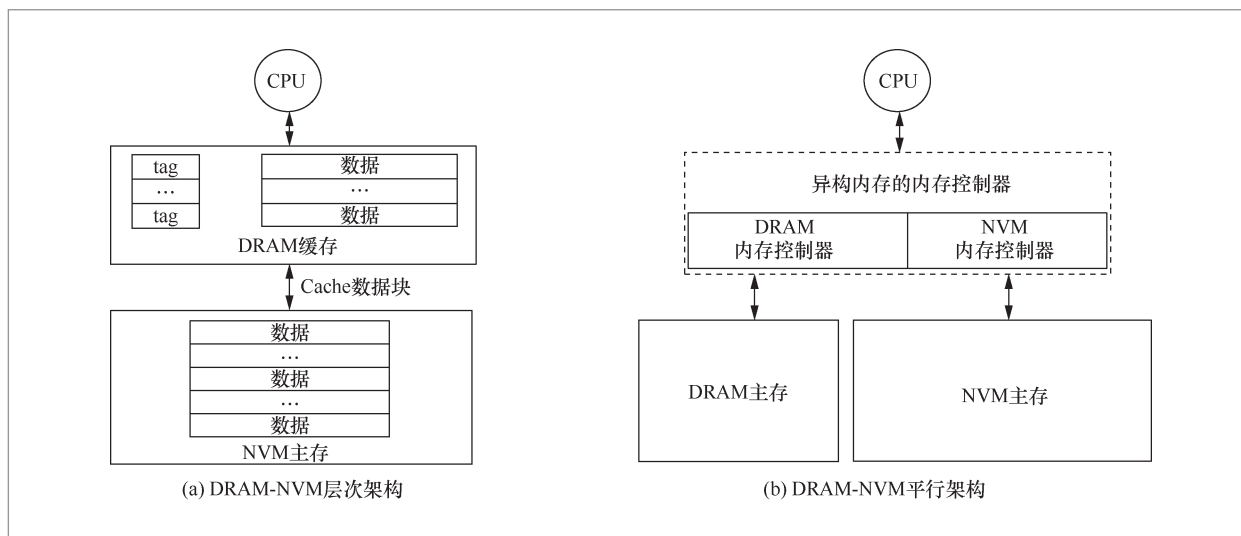 CPU
tag
数据
…
…
tag
数据
DRAM缓存
Cache数据块
数据
…
数据
…
数据
NVM主存
(a) DRAM-NVM层次架构
CPU
异构内存的内存控制器
DRAM
内存控制器
NVM
内存控制器
DRAM主存
NVM主存
(b) DRAM-NVM平行架构